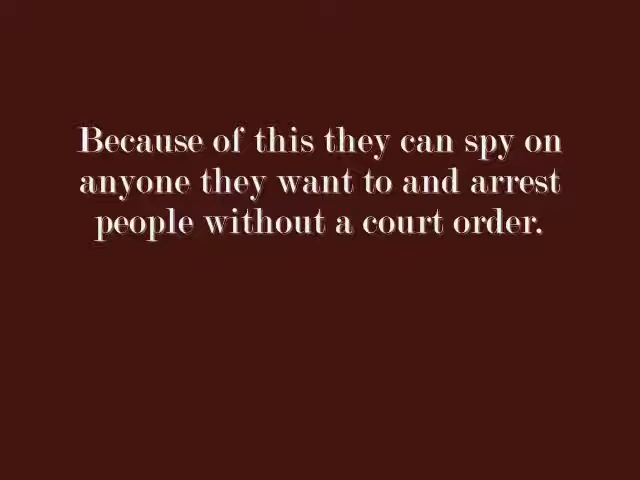 Because of this they can spy on
anyone they want to and arrest
people without a court order.